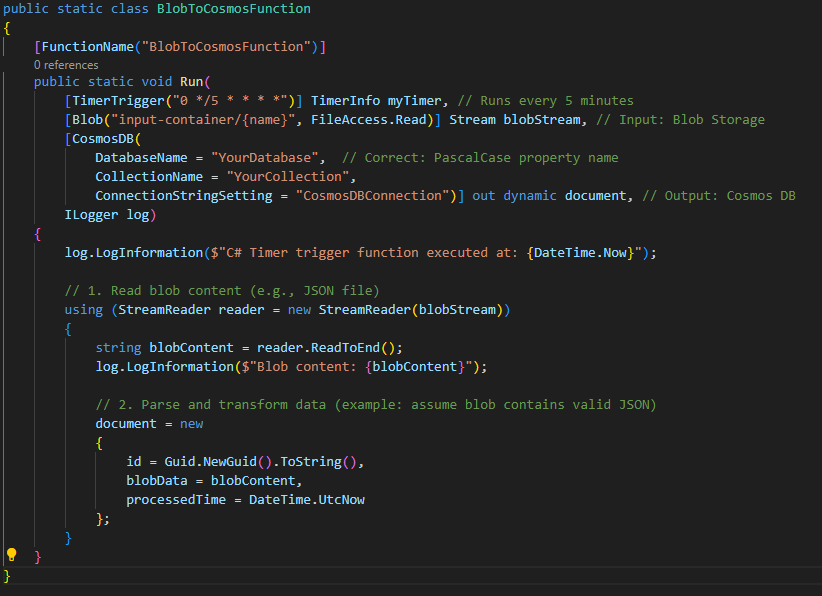 public static class BlobToCosmosFunction
{
    [FunctionName("BlobToCosmosFunction")]
    0 references
    public static void Run(
        [TimerTrigger("0 */5 * * * *")] TimerInfo myTimer, // Runs every 5 minutes
        [Blob("input-container/{name}", FileAccess.Read)] Stream blobStream, // Input: Blob Storage
        [CosmosDB(
            DatabaseName = "YourDatabase",  // Correct: PascalCase property name
            CollectionName = "YourCollection",
            ConnectionStringSetting = "CosmosDBConnection")] out dynamic document, // Output: Cosmos DB
        ILogger log)
    {
        log.LogInformation($"C# Timer trigger function executed at: {DateTime.Now}");

        // 1. Read blob content (e.g., JSON file)
        using (StreamReader reader = new StreamReader(blobStream))
        {
            string blobContent = reader.ReadToEnd();
            log.LogInformation($"Blob content: {blobContent}");

            // 2. Parse and transform data (example: assume blob contains valid JSON)
            document = new
            {
                id = Guid.NewGuid().ToString(),
                blobData = blobContent,
                processedTime = DateTime.UtcNow
            };
        }
    }
}